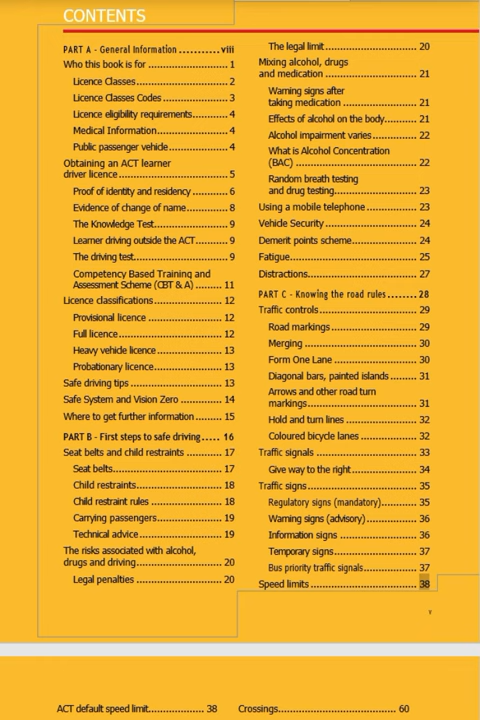 CONTENTS
PART A - General Information .......... viii
Who this book is for ........................ 1
Licence Classes ............................. 2
Licence Classes Codes .................... 3
Licence eligibility requirements......... 4
Medical Information........................ 4
Public passenger vehicle ................. 4
Obtaining an ACT learner
driver licence ................................. 5
Proof of identity and residency ......... 6
Evidence of change of name............ 8
The Knowledge Test........................ 9
Learner driving outside the ACT........ 9
The driving test.............................. 9
Competency Based Training and
Assessment Scheme (CBT & A) ........ 11
Licence classifications ..................... 12
Provisional licence ......................... 12
Full licence .................................. 12
Heavy vehicle licence ..................... 13
Probationary licence....................... 13
Safe driving tips ............................. 13
Safe System and Vision Zero ............ 14
Where to get further information ........ 15
PART B - First steps to safe driving..... 16
Seat belts and child restraints ........... 17
Seat belts.................................... 17
Child restraints ............................. 18
Child restraint rules ....................... 18
Carrying passengers....................... 19
Technical advice ........................... 19
The risks associated with alcohol,
drugs and driving............................ 20
Legal penalties ............................. 20
The legal limit ............................... 20
Mixing alcohol, drugs
and medication .............................. 21
Warning signs after
taking medication .......................... 21
Effects of alcohol on the body........... 21
Alcohol impairment varies ............... 22
What is Alcohol Concentration
(BAC) ......................................... 22
Random breath testing
and drug testing............................ 23
Using a mobile telephone ................. 23
Vehicle Security .............................. 24
Demerit points scheme..................... 24
Fatigue......................................... 25
Distractions.................................... 27
PART C - Knowing the road rules........ 28
Traffic controls ............................... 29
Road markings .............................. 29
Merging ...................................... 30
Form One Lane ............................. 30
Diagonal bars, painted islands ......... 31
Arrows and other road turn
markings..................................... 31
Hold and turn lines ........................ 32
Coloured bicycle lanes .................... 32
Traffic signals ................................ 33
Give way to the right ...................... 34
Traffic signs ................................... 35
Regulatory signs (mandatory)............ 35
Warning signs (advisory) ................. 36
Information signs .......................... 36
Temporary signs............................ 37
Bus priority traffic signals................. 37
Speed limits ................................... 38
v
ACT default speed limit.................... 38
Crossings....................................... 60